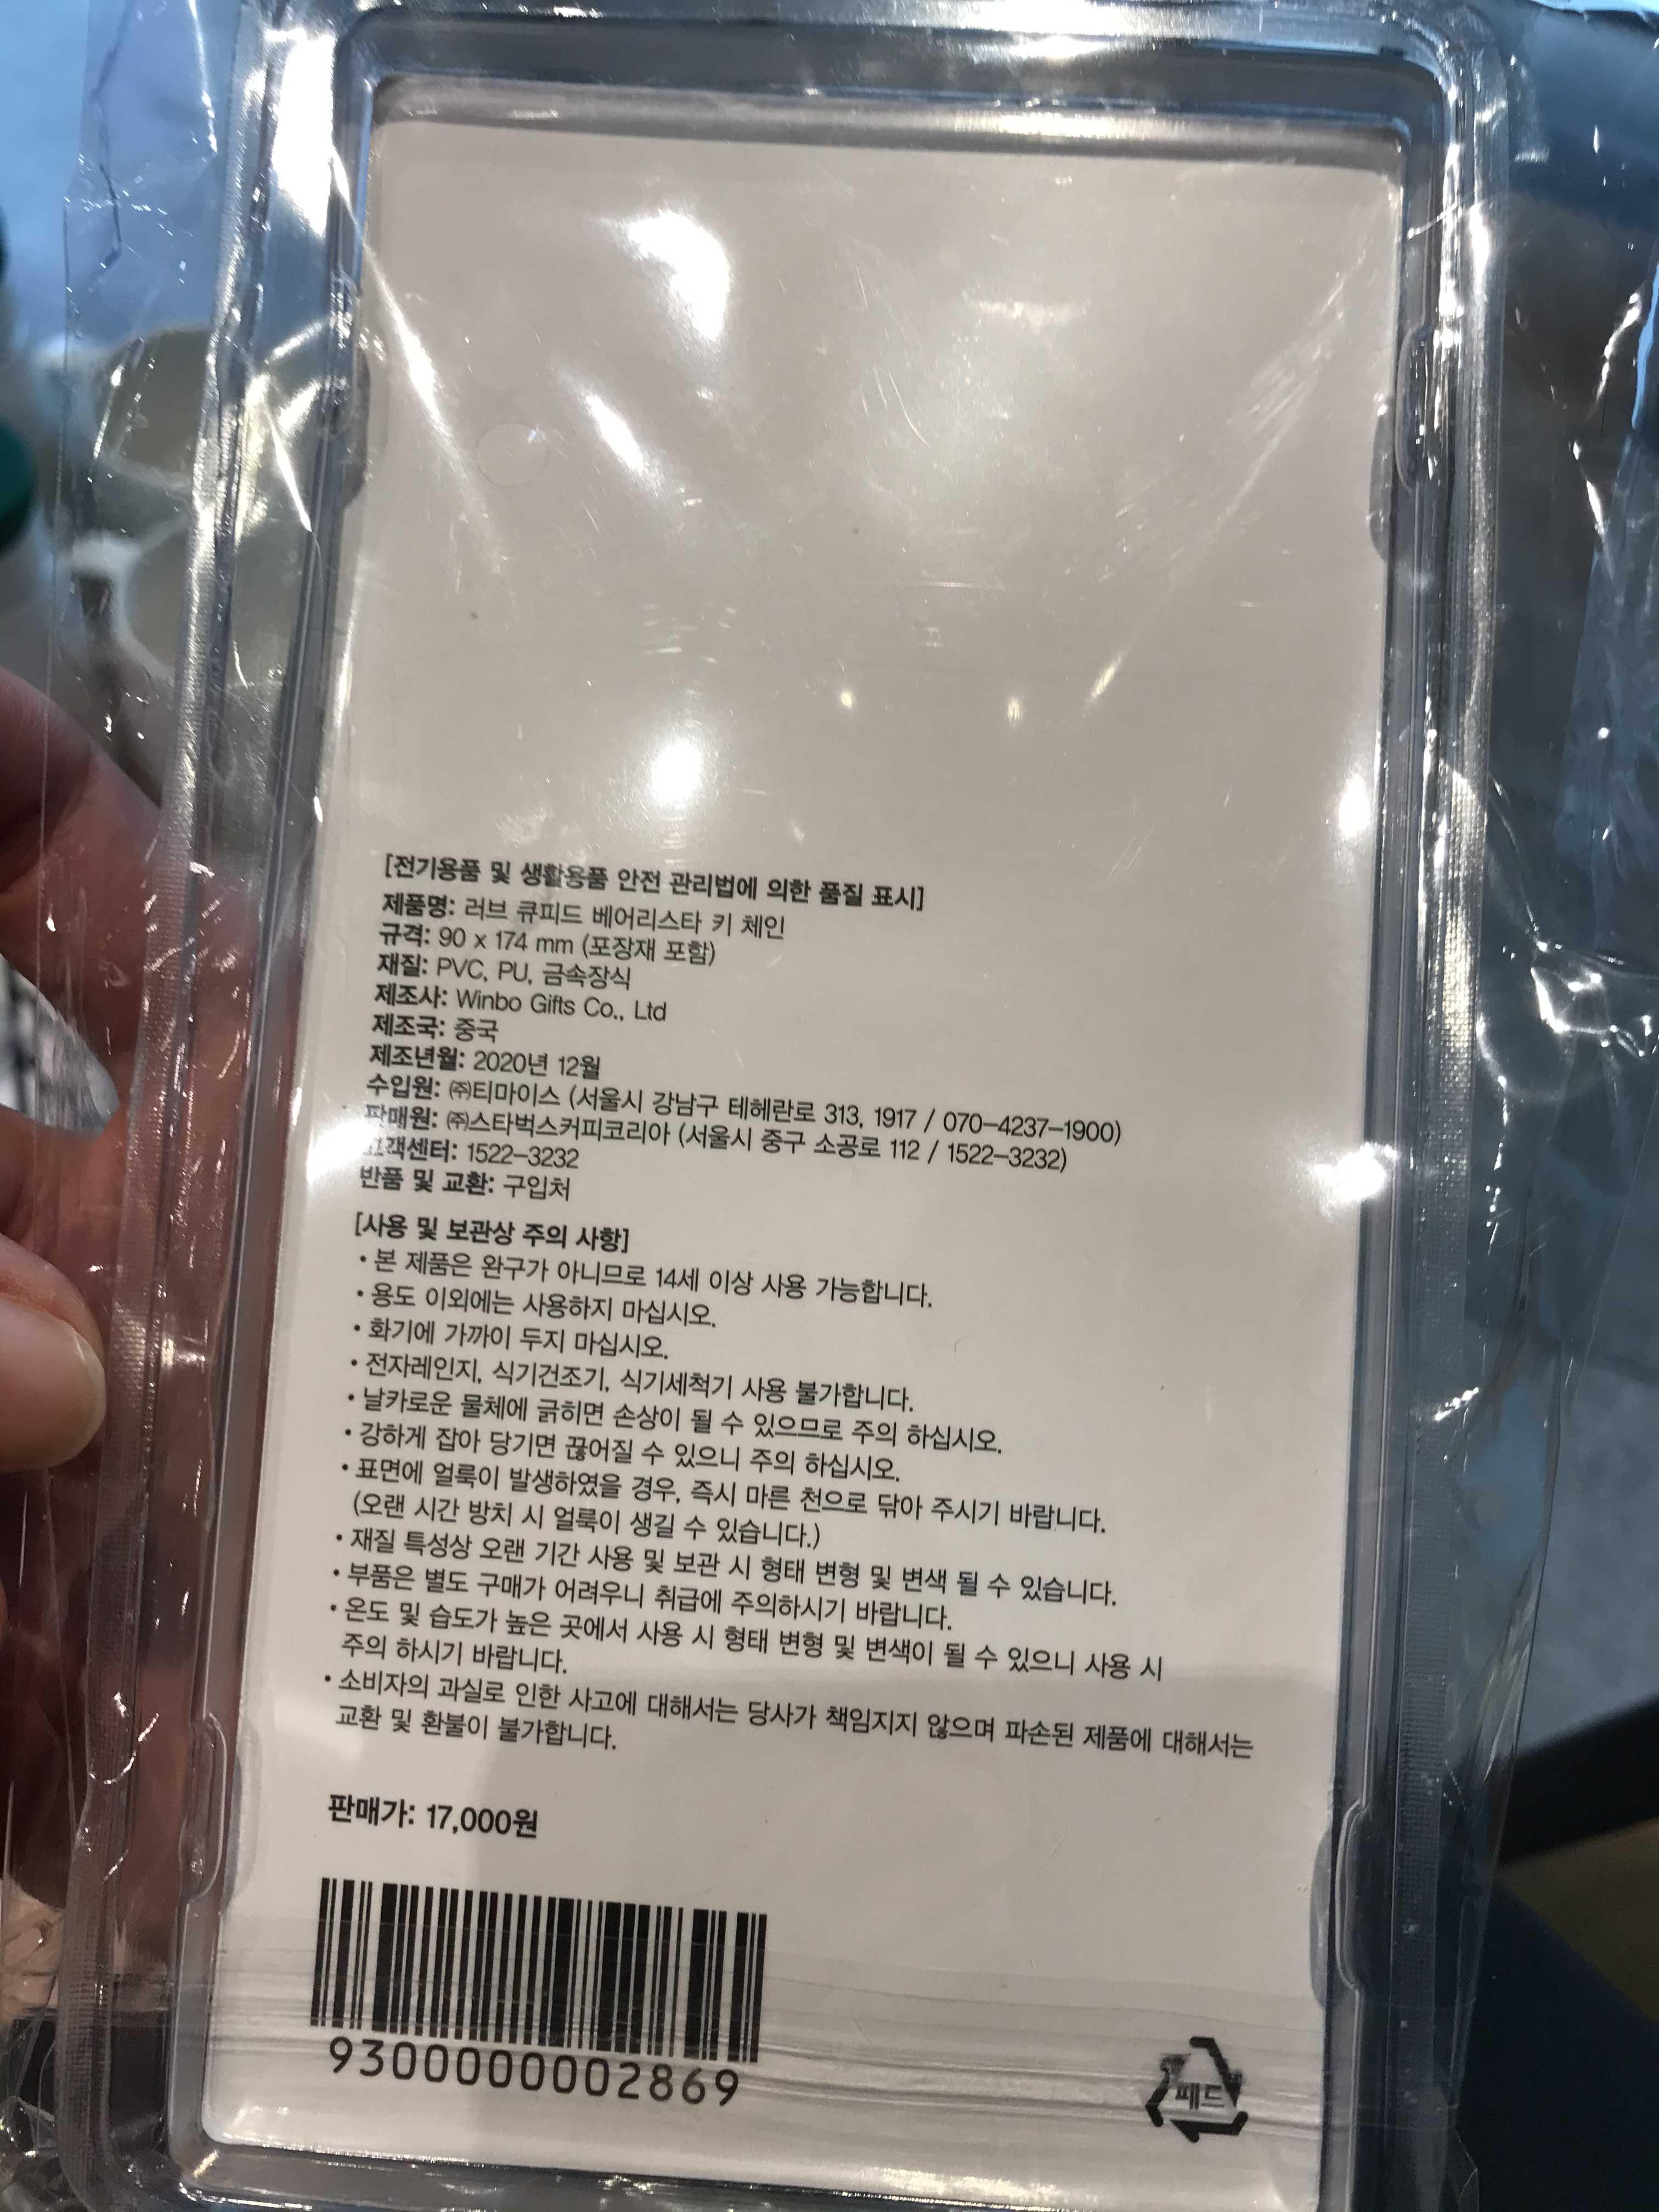 [전기용품 및 생활용품 안전 관리법에 의한 품질 표시]
제품명: 러브 큐피드 베어리스타 키 체인
규격: 90 x 174 mm (포장재 포함)
재질: PVC, PU, 금속장식
제조사: Winbo Gifts Co., Ltd
제조국: 중국
제조년월: 2020년 12월
수입원: ㈜티마이스 (서울시 강남구 테헤란로 313, 1917 / 070-4237-1900)
판매원: ㈜스타벅스커피코리아 (서울시 중구 소공로 112 / 1522-3232)
고객센터: 1522-3232
반품 및 교환: 구입처
[사용 및 보관상 주의 사항]
• 본 제품은 완구가 아니므로 14세 이상 사용 가능합니다.
• 용도 이외에는 사용하지 마십시오.
• 화기에 가까이 두지 마십시오.
• 전자레인지, 식기건조기, 식기세척기 사용 불가합니다.
• 날카로운 물체에 긁히면 손상이 될 수 있으므로 주의 하십시오.
• 강하게 잡아 당기면 끊어질 수 있으니 주의 하십시오.
• 표면에 얼룩이 발생하였을 경우, 즉시 마른 천으로 닦아 주시기 바랍니다.
(오랜 시간 방치 시 얼룩이 생길 수 있습니다.)
• 재질 특성상 오랜 기간 사용 및 보관 시 형태 변형 및 변색 될 수 있습니다.
• 부품은 별도 구매가 어려우니 취급에 주의하시기 바랍니다.
• 온도 및 습도가 높은 곳에서 사용 시 형태 변형 및 변색이 될 수 있으니 사용 시
주의 하시기 바랍니다.
• 소비자의 과실로 인한 사고에 대해서는 당사가 책임지지 않으며 파손된 제품에 대해서는
교환 및 환불이 불가합니다.
판매가: 17,000원
9300000002869
패드